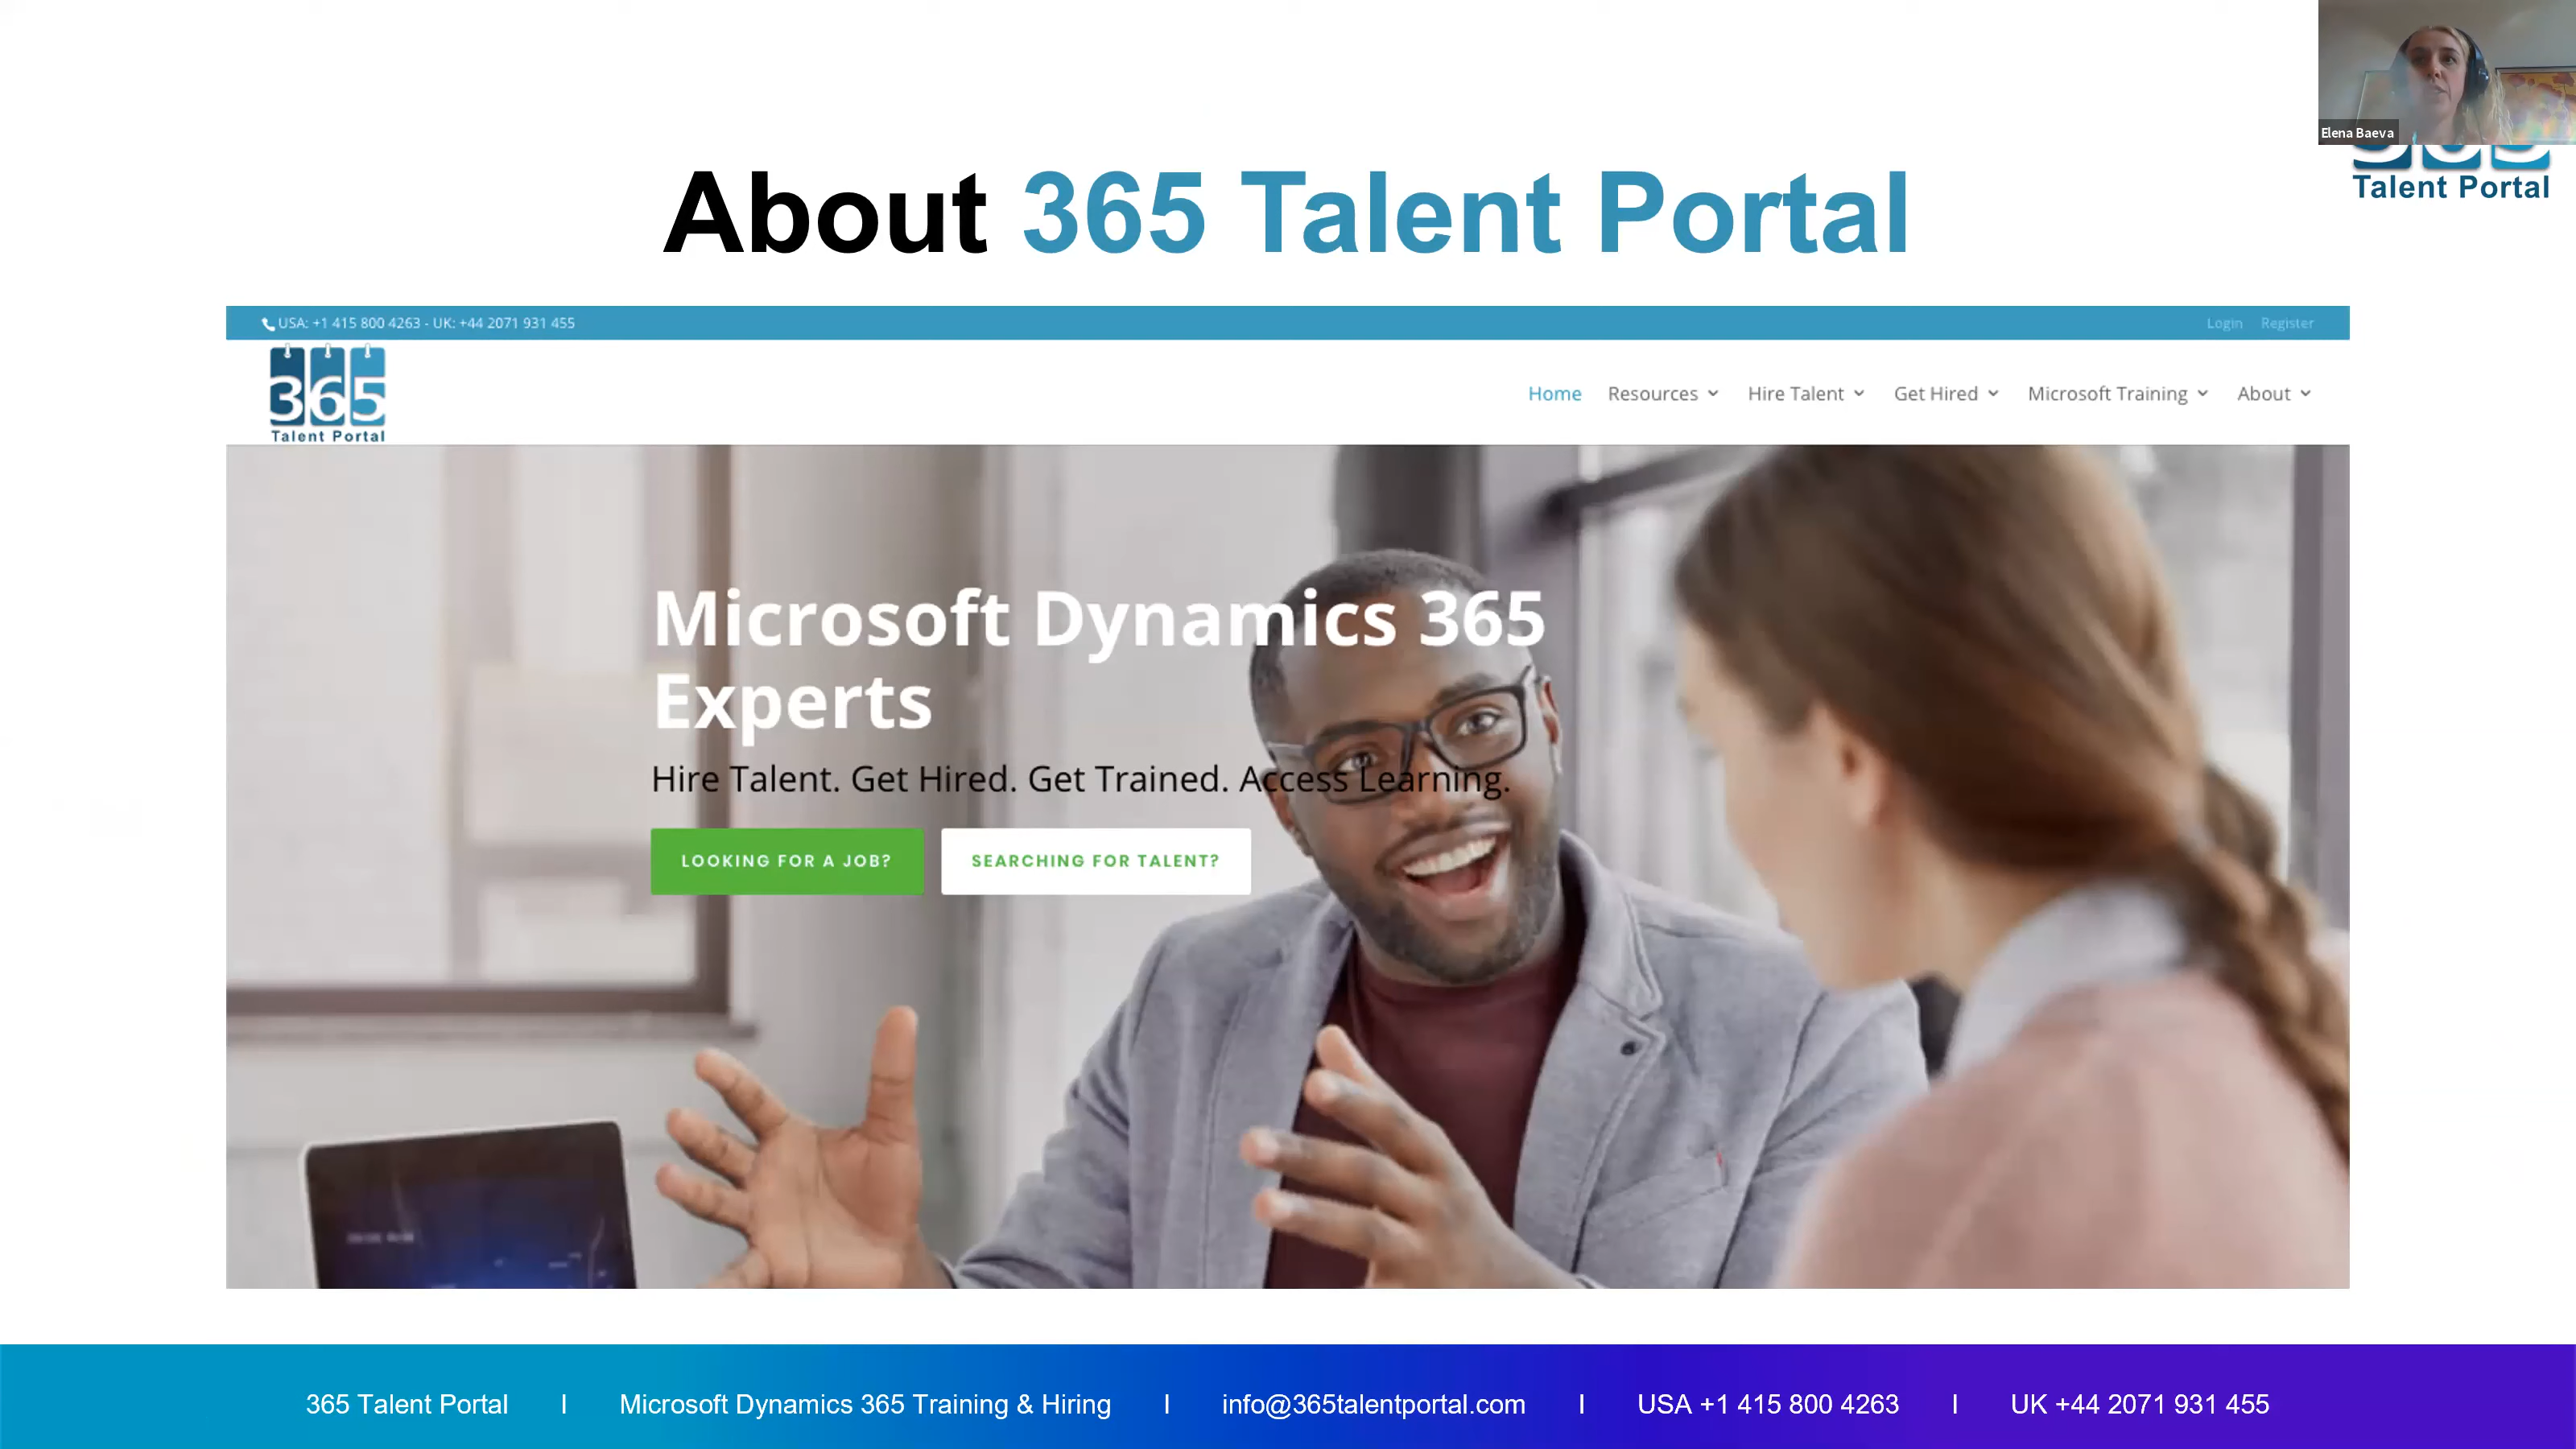 Elena Baeva
Talent Portal
About 365 Talent Portal
USA: +1 415 800 4263 - UK: +44 2071 931 455
Login Register
365
Talent Portal
Home Resources Hire Talent Get Hired Microsoft Training About
Microsoft Dynamics 365
Experts
Hire Talent. Get Hired. Get Trained. Access Learning.
LOOKING FOR A JOB? SEARCHING FOR TALENT?
365 Talent Portal I Microsoft Dynamics 365 Training & Hiring I info@365talentportal.com I USA +1 415 800 4263 I UK +44 2071 931 455